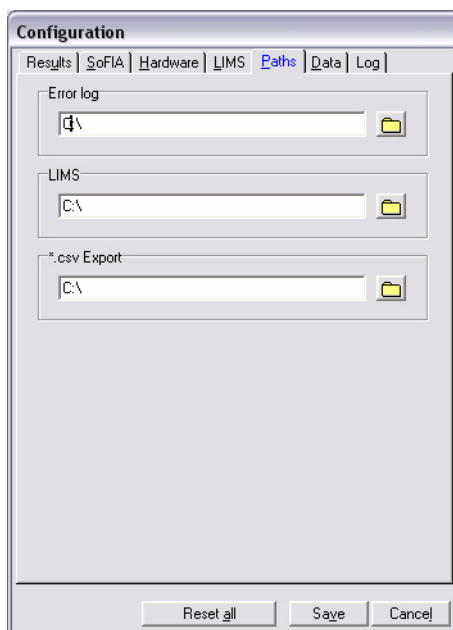 Configuration
Results SoFIA Hardware LIMS Paths Data Log
Error log
C:\
LIMS
C:\
*.csv Export
C:\
Reset all Save Cancel